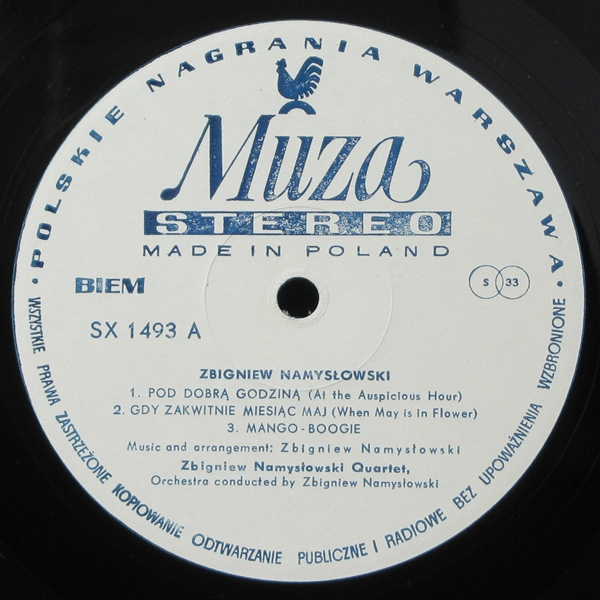 • POLSKIE NAGRANIA WARSZAWA •
Muza
STEREO
MADE IN POLAND
BIEM
S 33
SX 1493 A
ZBIGNIEW NAMYSŁOWSKI
1. POD DOBRĄ GODZINĄ (At the Auspicious Hour)
2. GDY ZAKWITNIE MIESIĄC MAJ (When May is in Flower)
3. MANGO-BOOGIE
Music and arrangement: Zbigniew Namysłowski
Zbigniew Namysłowski Quartet,
Orchestra conducted by Zbigniew Namysłowski
WSZYSTKIE PRAWA ZASTRZEŻONE KOPIOWANIE ODTWARZANIE PUBLICZNE I RADIOWE BEZ UPOWAŻNIENIA WZBRONIONE